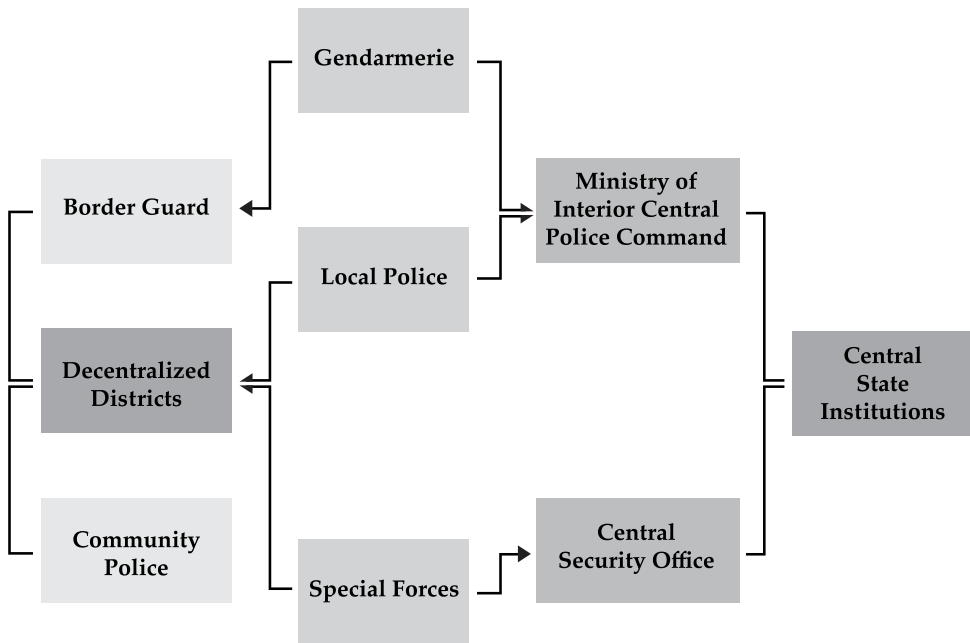 Gendarmerie
Border Guard
Ministry of
Interior Central
Police Command
Local Police
Decentralized
Districts
Central
State
Institutions
Community
Police
Central
Security Office
Special Forces